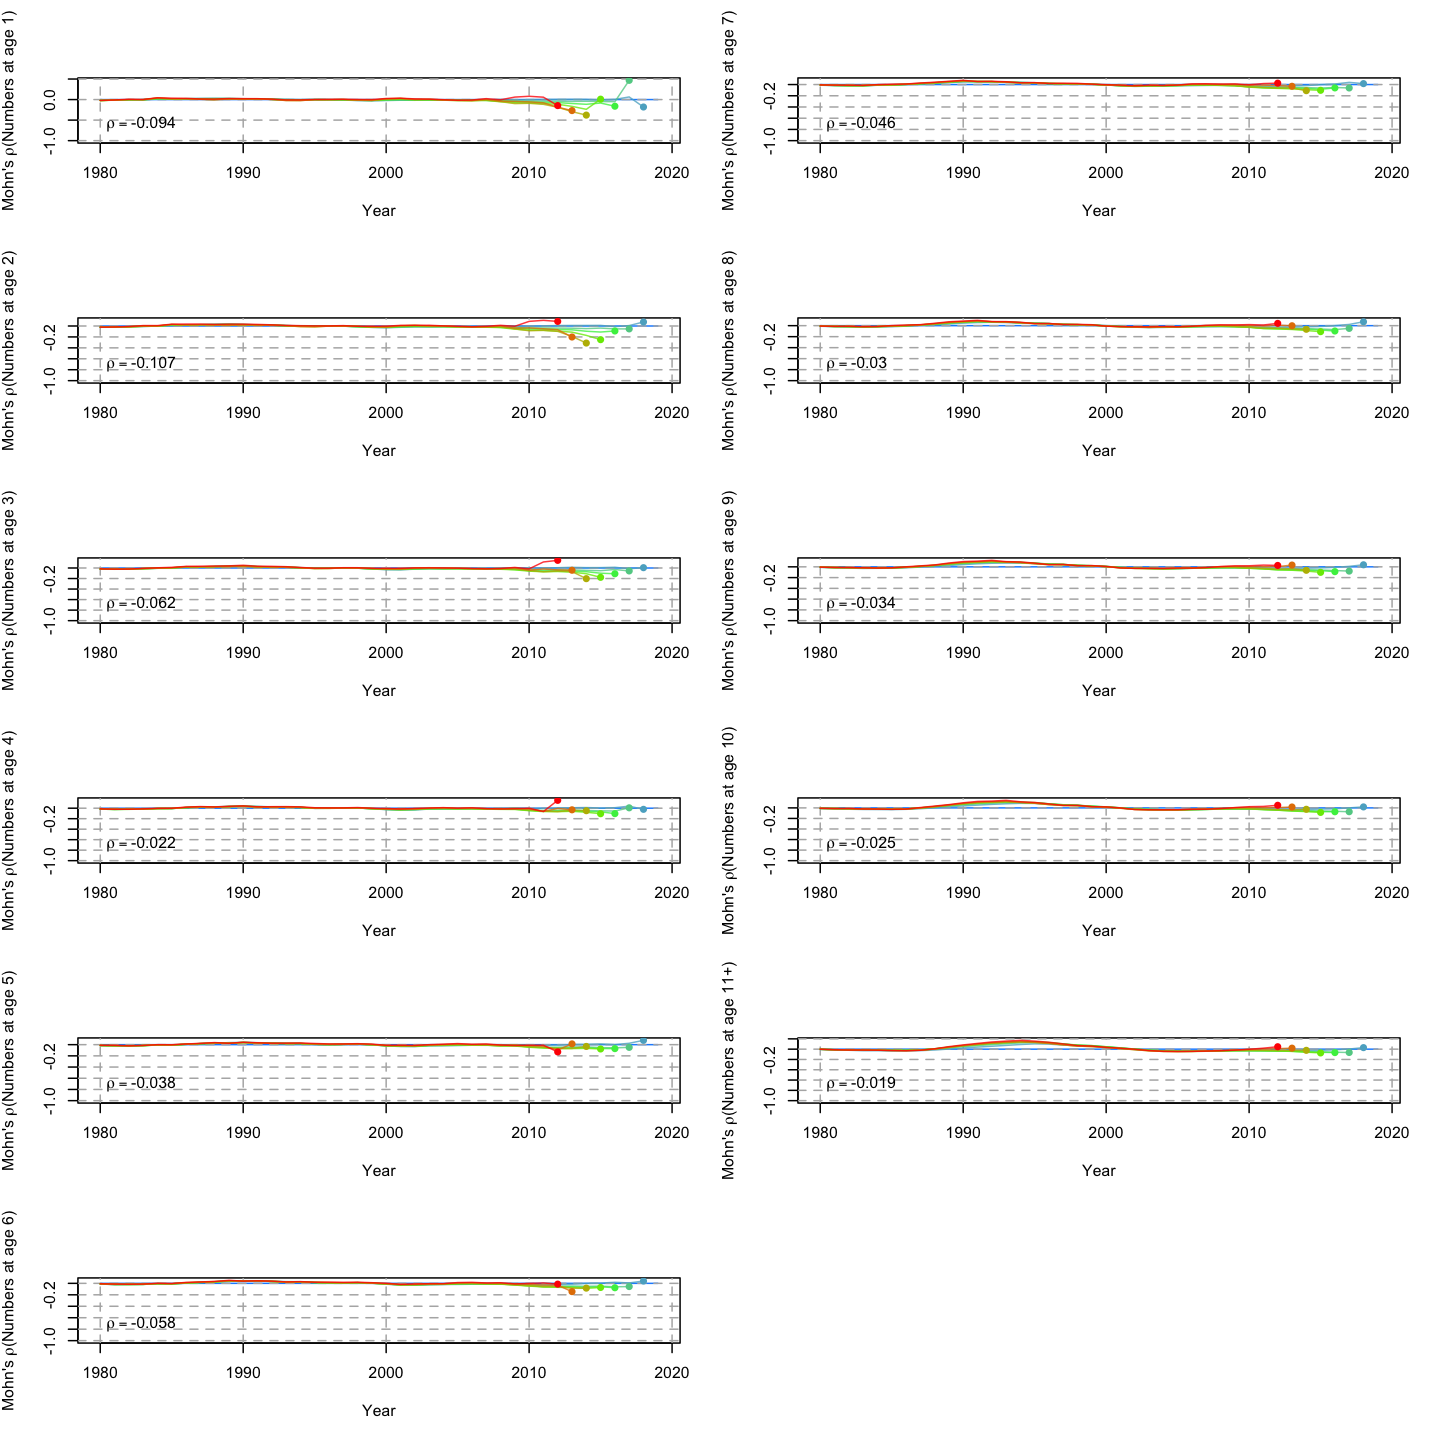 Mohn's ρ(Numbers at age 1)
0.0
-1.0
ρ = -0.094
1980 1990 2000 2010 2020
Year
Mohn's ρ(Numbers at age 7)
-0.2
-1.0
ρ = -0.046
1980 1990 2000 2010 2020
Year
Mohn's ρ(Numbers at age 2)
-0.2
-1.0
ρ = -0.107
1980 1990 2000 2010 2020
Year
Mohn's ρ(Numbers at age 8)
-0.2
-1.0
ρ = -0.03
1980 1990 2000 2010 2020
Year
Mohn's ρ(Numbers at age 3)
-0.2
-1.0
ρ = -0.062
1980 1990 2000 2010 2020
Year
Mohn's ρ(Numbers at age 9)
-0.2
-1.0
ρ = -0.034
1980 1990 2000 2010 2020
Year
Mohn's ρ(Numbers at age 4)
-0.2
-1.0
ρ = -0.022
1980 1990 2000 2010 2020
Year
Mohn's ρ(Numbers at age 10)
-0.2
-1.0
ρ = -0.025
1980 1990 2000 2010 2020
Year
Mohn's ρ(Numbers at age 5)
-0.2
-1.0
ρ = -0.038
1980 1990 2000 2010 2020
Year
Mohn's ρ(Numbers at age 11+)
-0.2
-1.0
ρ = -0.019
1980 1990 2000 2010 2020
Year
Mohn's ρ(Numbers at age 6)
-0.2
-1.0
ρ = -0.058
1980 1990 2000 2010 2020
Year